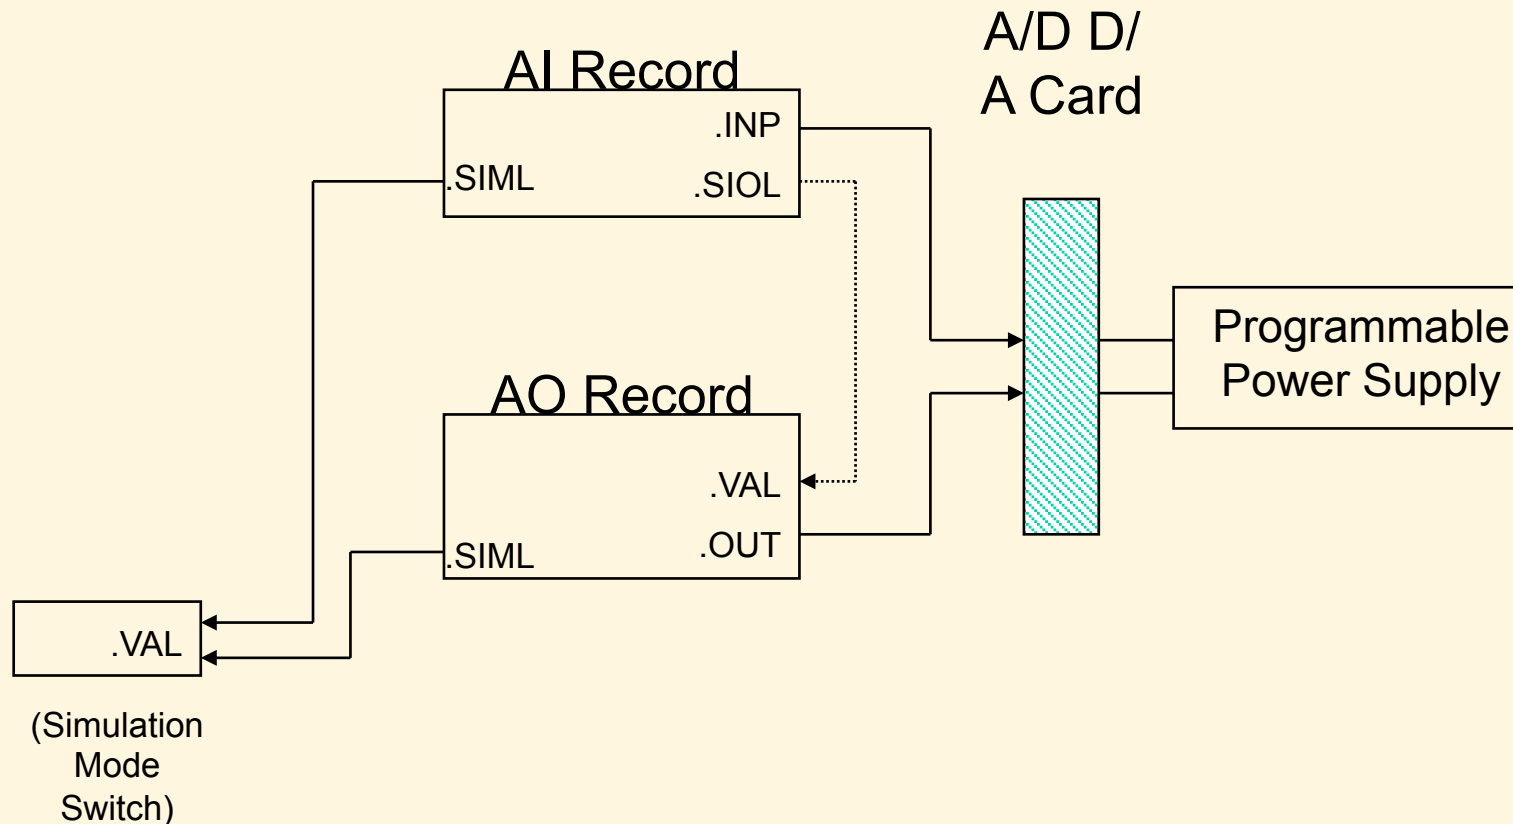 A/D D/
A Card
AI Record
.INP
.SIML
.SIOL
Programmable
Power Supply
AO Record
.VAL
.OUT
.SIML
.VAL
(Simulation
Mode
Switch)